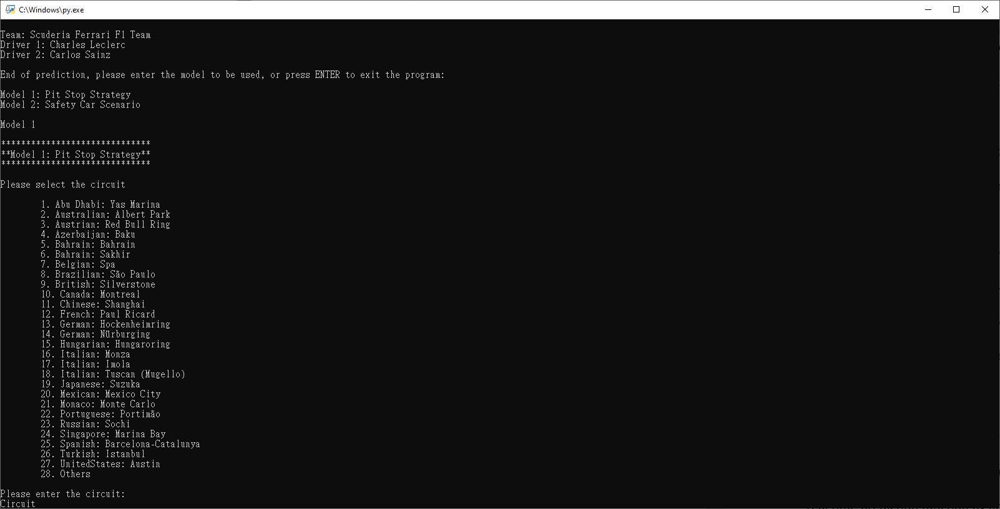 C:\Windows\py.exe
Team: Scuderia Ferrari F1 Team
Driver 1: Charles Leclerc
Driver 2: Carlos Sainz
End of prediction, please enter the model to be used, or press ENTER to exit the program:
Model 1: Pit Stop Strategy
Model 2: Safety Car Scenario
Model 1
******************************
**Model 1: Pit Stop Strategy**
******************************
Please select the circuit
1. Abu Dhabi: Yas Marina
2. Australian: Albert Park
3. Austrian: Red Bull Ring
4. Azerbaijan: Baku
5. Bahrain: Bahrain
6. Bahrain: Sakhir
7. Belgian: Spa
8. Brazilian: São Paulo
9. British: Silverstone
10. Canada: Montreal
11. Chinese: Shanghai
12. French: Paul Ricard
13. German: Hockenheimring
14. German: Nürburging
15. Hungarian: Hungaroring
16. Italian: Monza
17. Italian: Imola
18. Italian: Tuscan (Mugello)
19. Japanese: Suzuka
20. Mexican: Mexico City
21. Monaco: Monte Carlo
22. Portuguese: Portimão
23. Russian: Sochi
24. Singapore: Marina Bay
25. Spanish: Barcelona-Catalunya
26. Turkish: Istanbul
27. UnitedStates: Austin
28. Others
Please enter the circuit:
Circuit